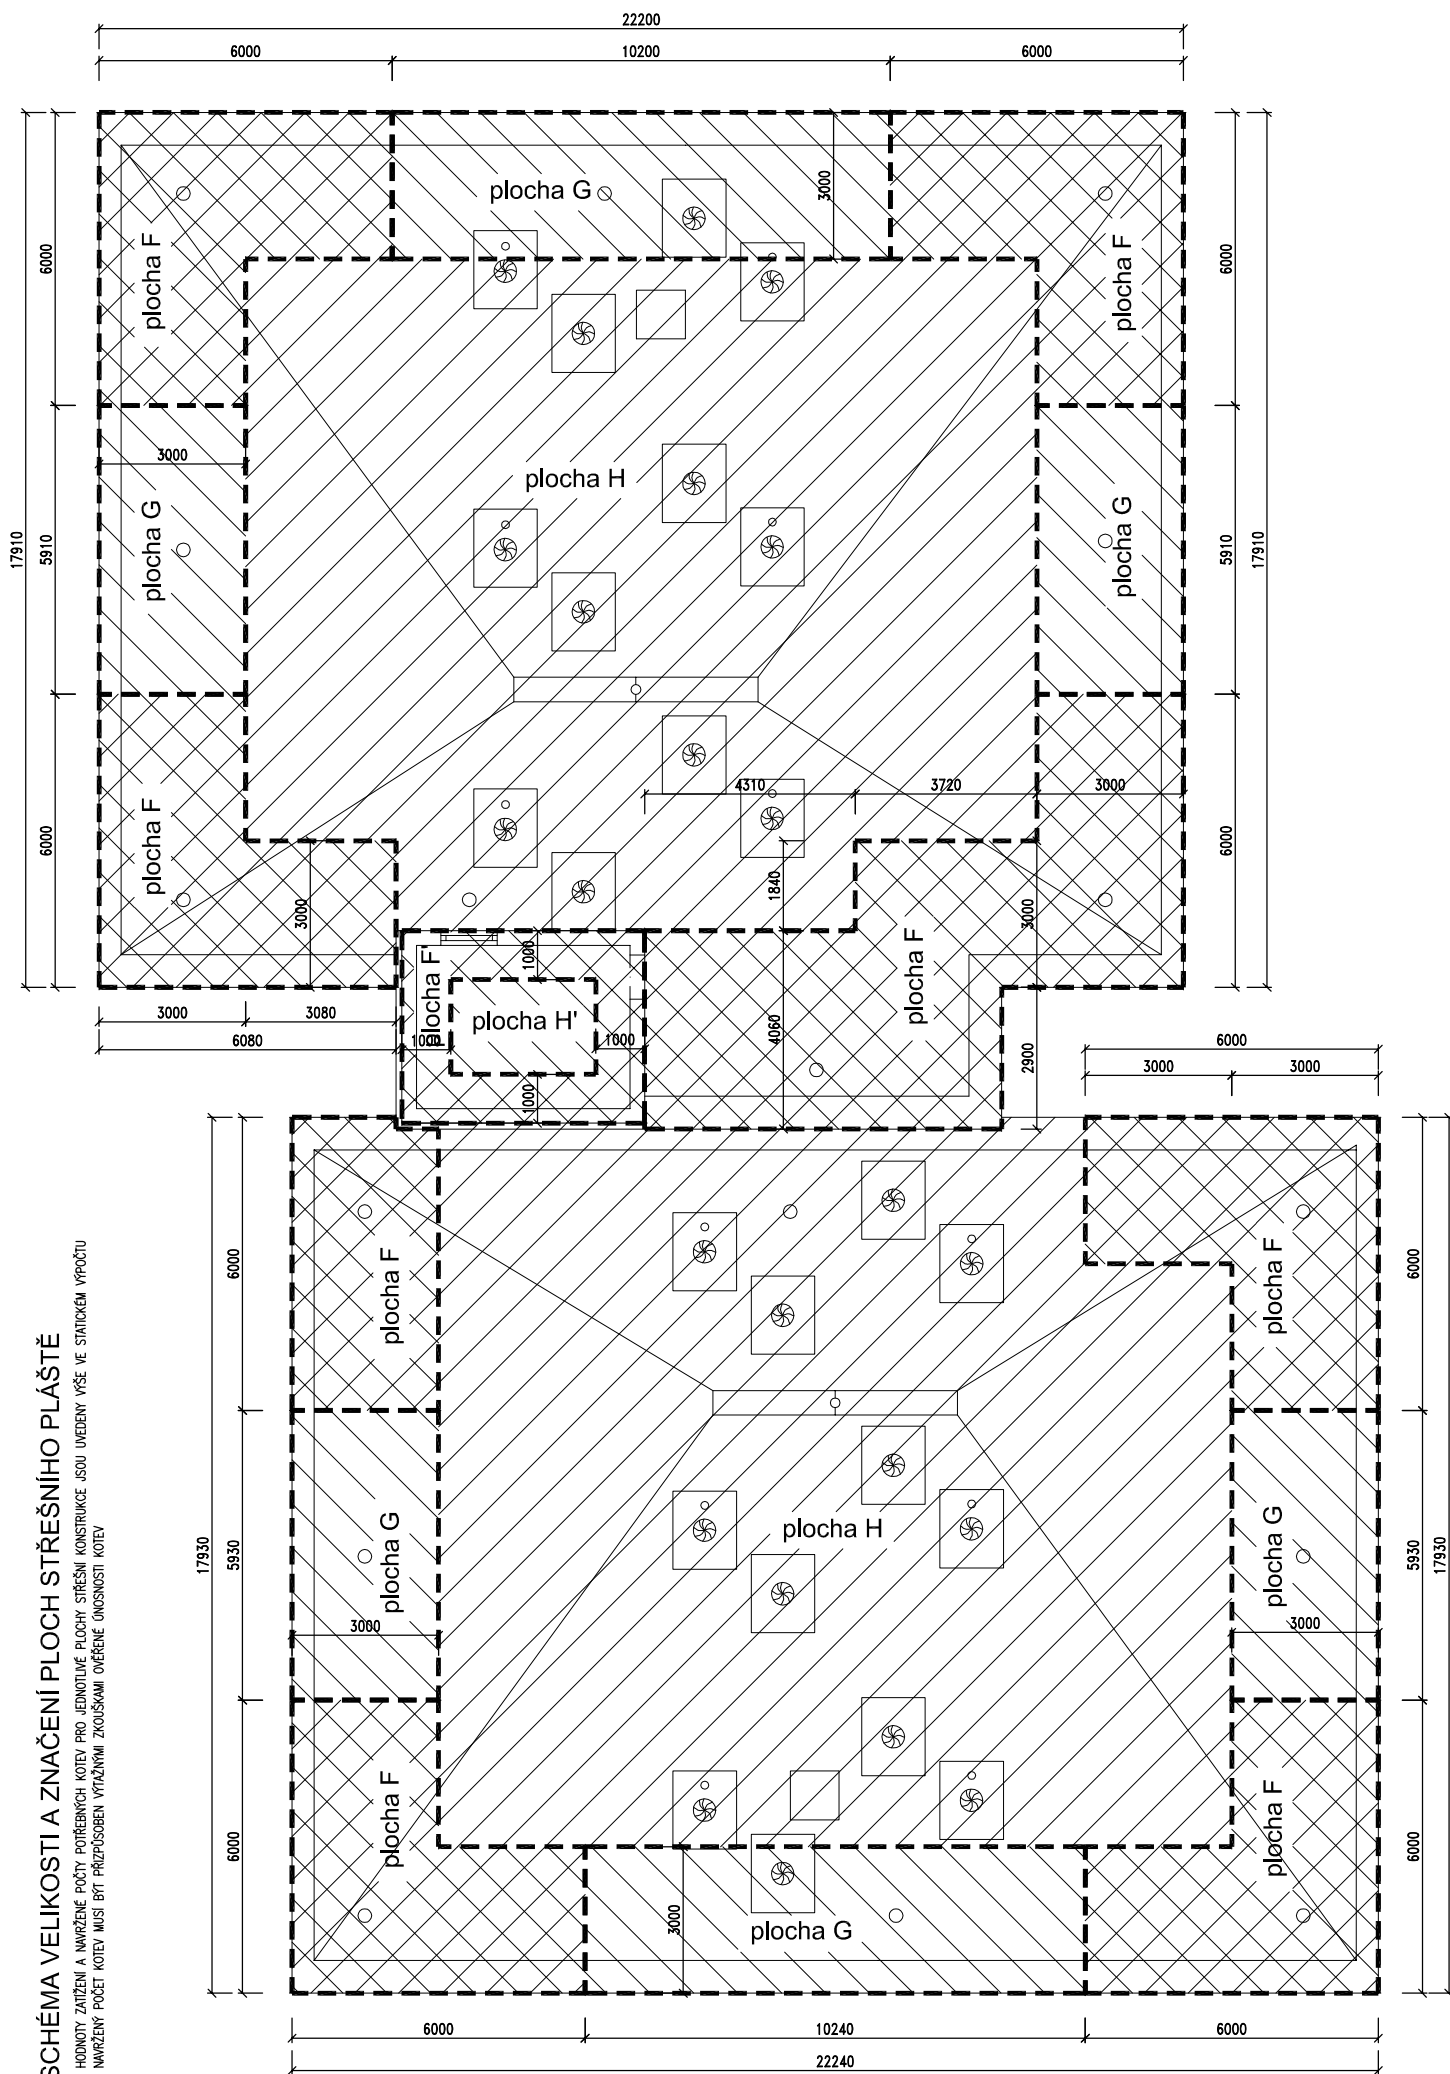 22200
6000
10200
6000
plocha G
3000
plocha F
plocha F
6000
6000
17910
5910
6000
3000
plocha G
plocha H
plocha G
5910
17910
6000
plocha F
4310
3720
3000
1840
3000
3000
plocha F
plocha F'
1000
plocha H'
1000
1000
1000
4060
2900
3000
3080
6080
6000
3000
3000
17930
6000
5930
6000
plocha F
plocha F
6000
5930
17930
6000
plocha G
3000
plocha H
plocha G
3000
plocha F
plocha F
3000
plocha G
6000
10240
6000
22240
SCHÉMA VELIKOSTI A ZNAČENÍ PLOCH STŘEŠNÍHO PLÁŠTĚ
HODNOTY ZATÍŽENÍ A NAVRŽENÉ POČTY POTŘEBNÝCH KOTEV PRO JEDNOTLIVÉ PLOCHY STŘEŠNÍ KONSTRUKCE JSOU UVEDENY VÝŠE VE STATICKÉM VÝPOČTU
NAVRŽENÝ POČET KOTEV MUSÍ BÝT PŘIZPŮSOBEN VÝTAŽNÝMI ZKOUŠKAMI OVĚŘENÉ ÚNOSNOSTI KOTEV